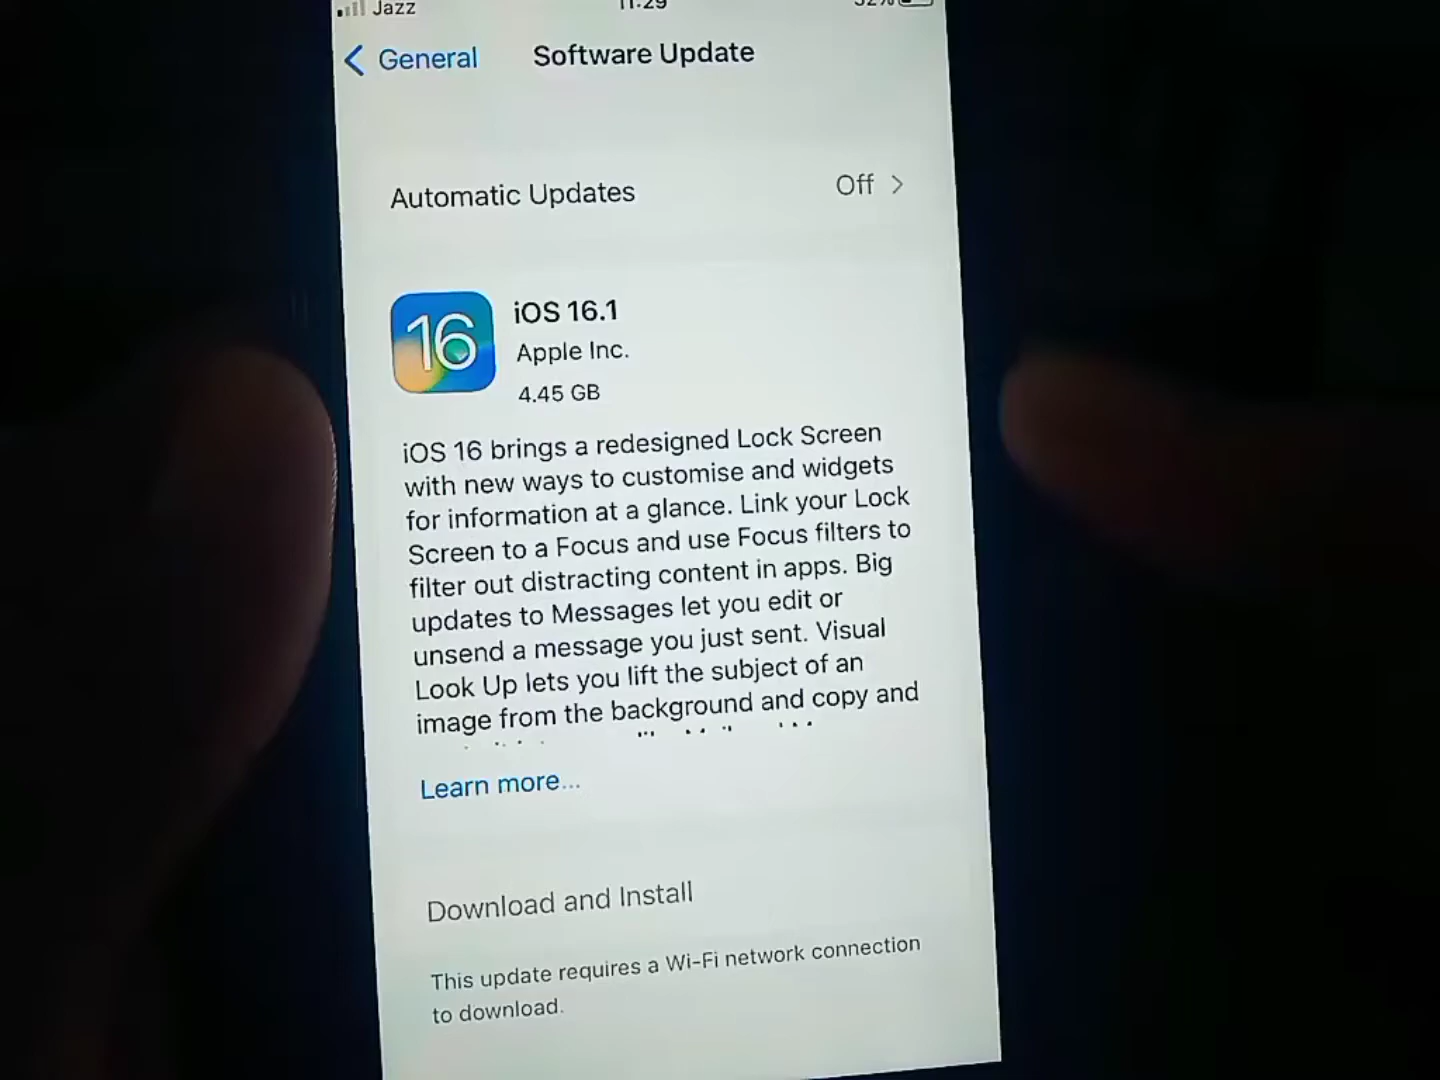 Jazz
11:29
52%
General
Software Update
Automatic Updates
Off
16
iOS 16.1
Apple Inc.
4.45 GB
iOS 16 brings a redesigned Lock Screen
with new ways to customise and widgets
for information at a glance. Link your Lock
Screen to a Focus and use Focus filters to
filter out distracting content in apps. Big
updates to Messages let you edit or
unsend a message you just sent. Visual
Look Up lets you lift the subject of an
image from the background and copy and
Learn more...
Download and Install
This update requires a Wi-Fi network connection
to download.